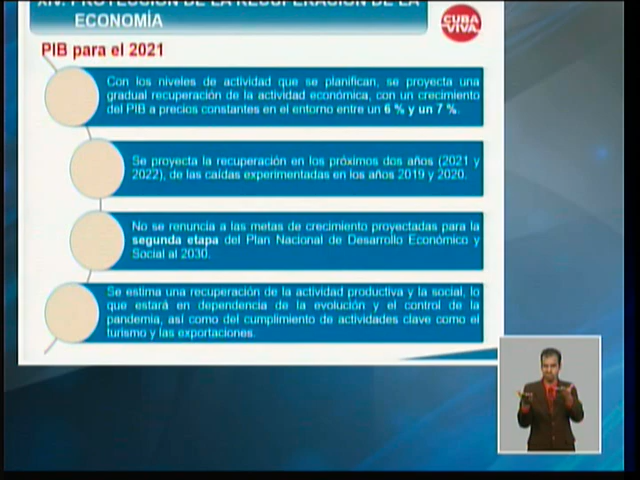 XIV. PROTECCIÓN DE LA RECUPERACIÓN DE LA
ECONOMÍA
CUBA
VIVA
PIB para el 2021
Con los niveles de actividad que se planifican, se proyecta una
gradual recuperación de la actividad económica, con un crecimiento
del PIB a precios constantes en el entorno entre un 6 % y un 7 %.
Se proyecta la recuperación en los próximos dos años (2021 y
2022), de las caídas experimentadas en los años 2019 y 2020.
No se renuncia a las metas de crecimiento proyectadas para la
segunda etapa del Plan Nacional de Desarrollo Económico y
Social al 2030.
Se estima una recuperación de la actividad productiva y la social, lo
que estará en dependencia de la evolución y el control de la
pandemia, así como del cumplimiento de actividades clave como el
turismo y las exportaciones.